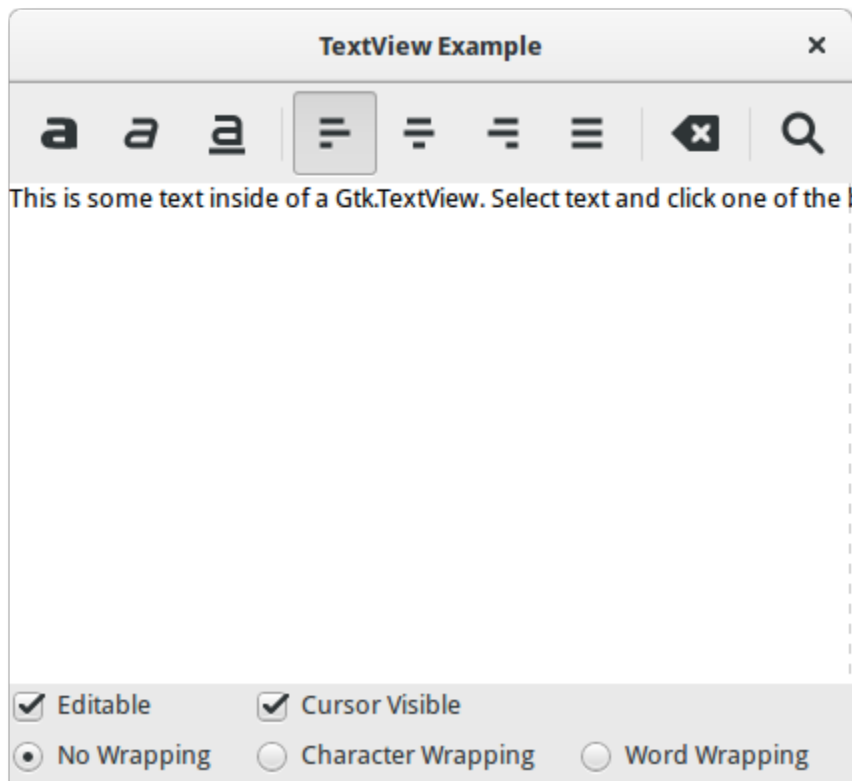 TextView Example
a a a
This is some text inside of a Gtk.TextView. Select text and click one of the
Editable Cursor Visible
No Wrapping Character Wrapping Word Wrapping